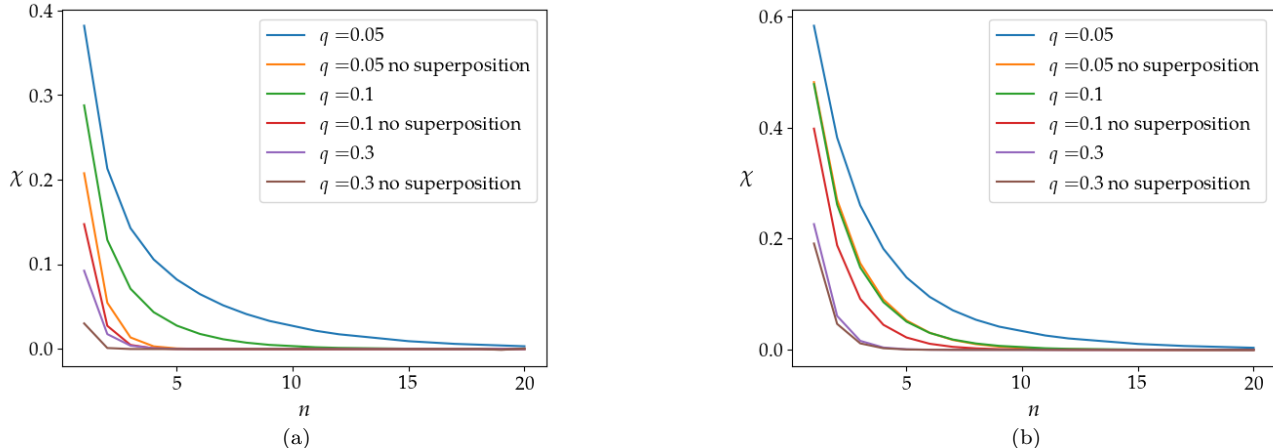 0.4
0.3
0.2
0.1
0.0
χ
q =0.05
q =0.05 no superposition
q =0.1
q =0.1 no superposition
q =0.3
q =0.3 no superposition
5
10
15
20
n
(a)
0.6
0.4
0.2
0.0
χ
q =0.05
q =0.05 no superposition
q =0.1
q =0.1 no superposition
q =0.3
q =0.3 no superposition
5
10
15
20
n
(b)